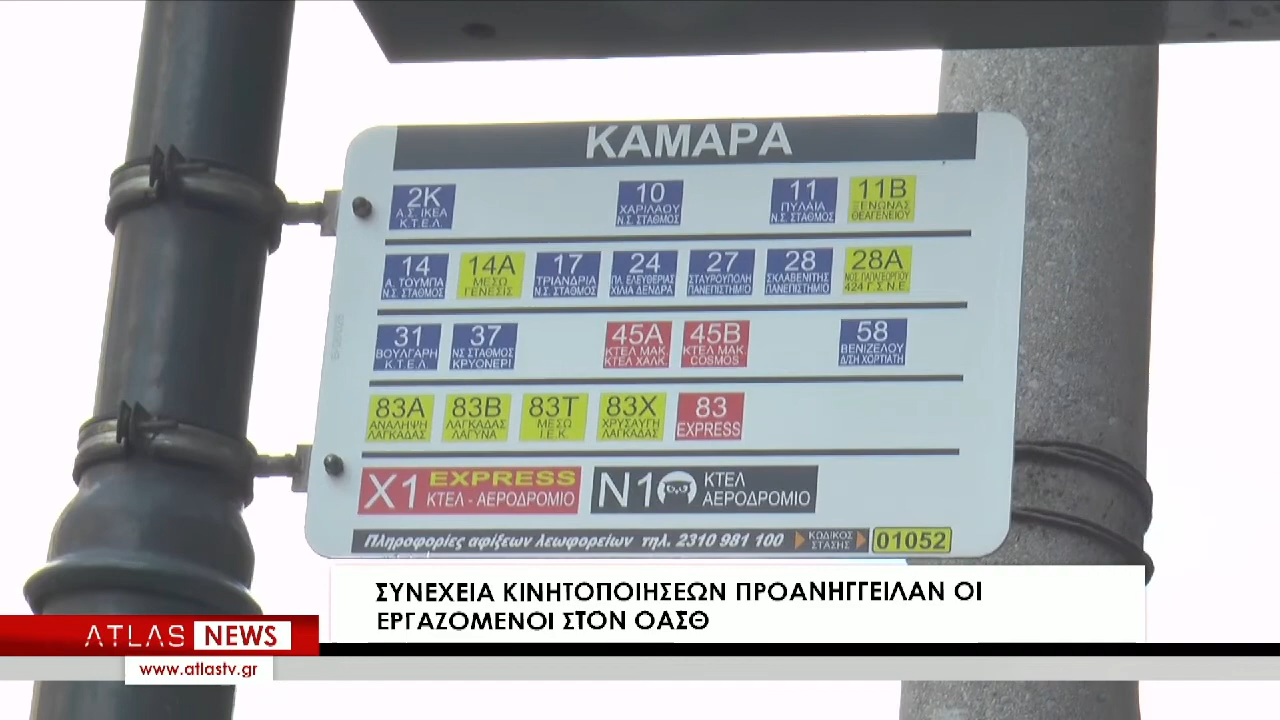 ΚΑΜΑΡΑ
2Κ 10 11 11Β
Α.Σ. ΙΚΕΑ ΧΑΡΙΛΑΟΥ ΠΥΛΑΙΑ ΞΕΝΩΝΑΣ
Κ.Τ.Ε.Λ. Ν.Σ. ΣΤΑΘΜΟΣ Ν.Σ. ΣΤΑΘΜΟΣ ΘΕΑΓΕΝΕΙΟΥ
14 14Α 17 24 27 28 28Α
Α. ΤΟΥΜΠΑ ΜΕΣΩ ΤΡΙΑΝΔΡΙΑ ΠΛ. ΕΛΕΥΘΕΡΙΑΣ ΣΤΑΥΡΟΥΠΟΛΗ ΣΚΛΑΒΕΝΙΤΗΣ ΝΟΣ. ΠΑΠΑΓΕΩΡΓΙΟΥ
Ν.Σ. ΣΤΑΘΜΟΣ ΓΕΝΕΣΙΣ Ν.Σ. ΣΤΑΘΜΟΣ ΧΙΛΙΑ ΔΕΝΔΡΑ ΠΑΝΕΠΙΣΤΗΜΙΟ ΠΑΝΕΠΙΣΤΗΜΙΟ 424 Γ.Σ.Ν.Ε.
31 37 45Α 45Β 58
ΒΟΥΛΓΑΡΗ ΝΣ ΣΤΑΘΜΟΣ ΚΤΕΛ ΜΑΚ. ΚΤΕΛ ΜΑΚ. ΒΕΝΙΖΕΛΟΥ
Κ.Τ.Ε.Λ. ΚΡΥΟΝΕΡΙ ΚΤΕΛ ΧΑΛΚ. COSMOS Δ/ΣΗ ΧΟΡΤΙΑΤΗ
83Α 83Β 83Τ 83Χ 83
ΑΝΑΛΗΨΗ ΛΑΓΚΑΔΑΣ ΜΕΣΩ ΧΡΥΣΑΥΓΗ EXPRESS
ΛΑΓΚΑΔΑΣ ΛΑΓΥΝΑ Ι.Ε.Κ. ΛΑΓΚΑΔΑΣ
X1 EXPRESS
ΚΤΕΛ - ΑΕΡΟΔΡΟΜΙΟ
N10 ΚΤΕΛ
ΑΕΡΟΔΡΟΜΙΟ
Πληροφορίες αφίξεων λεωφορείων τηλ. 2310 981 100 ΚΩΔΙΚΟΣ
ΣΤΑΣΗΣ 01052
ΣΥΝΕΧΕΙΑ ΚΙΝΗΤΟΠΟΙΗΣΕΩΝ ΠΡΟΑΝΗΓΓΕΙΛΑΝ ΟΙ
ΕΡΓΑΖΟΜΕΝΟΙ ΣΤΟΝ ΟΑΣΘ
ATLAS NEWS
www.atlastv.gr